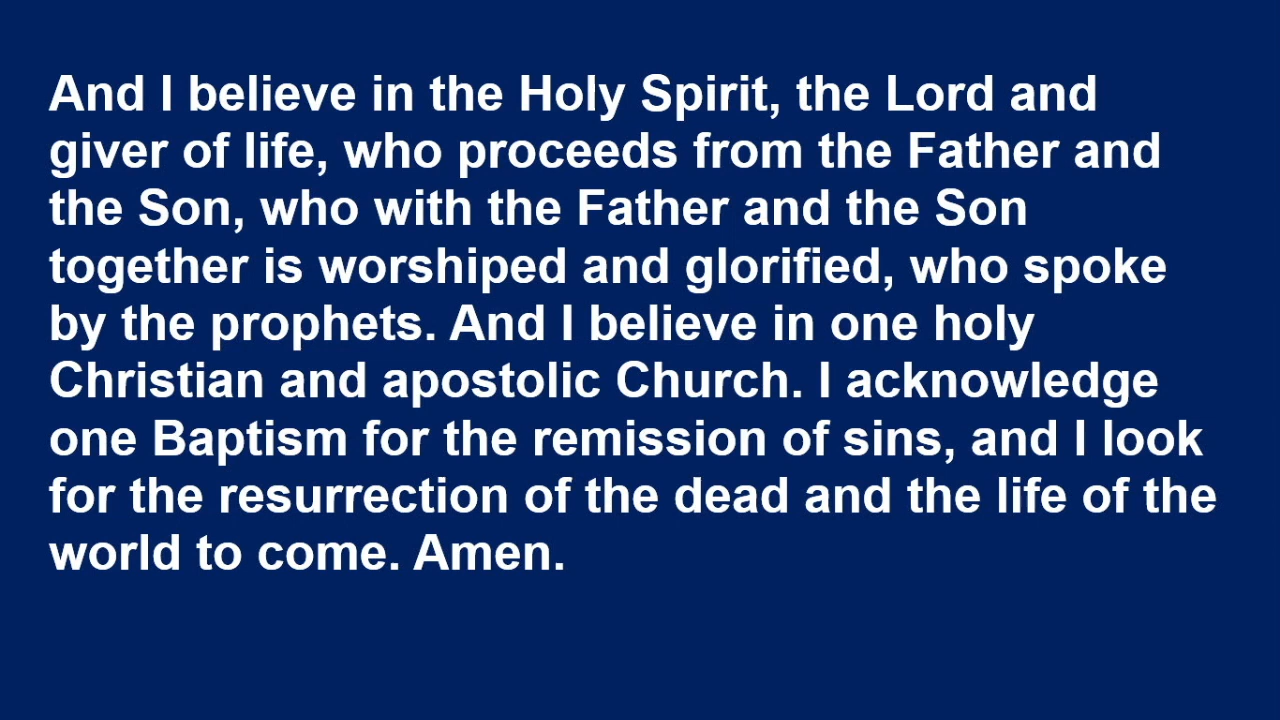 And I believe in the Holy Spirit, the Lord and
giver of life, who proceeds from the Father and
the Son, who with the Father and the Son
together is worshiped and glorified, who spoke
by the prophets. And I believe in one holy
Christian and apostolic Church. I acknowledge
one Baptism for the remission of sins, and I look
for the resurrection of the dead and the life of the
world to come. Amen.